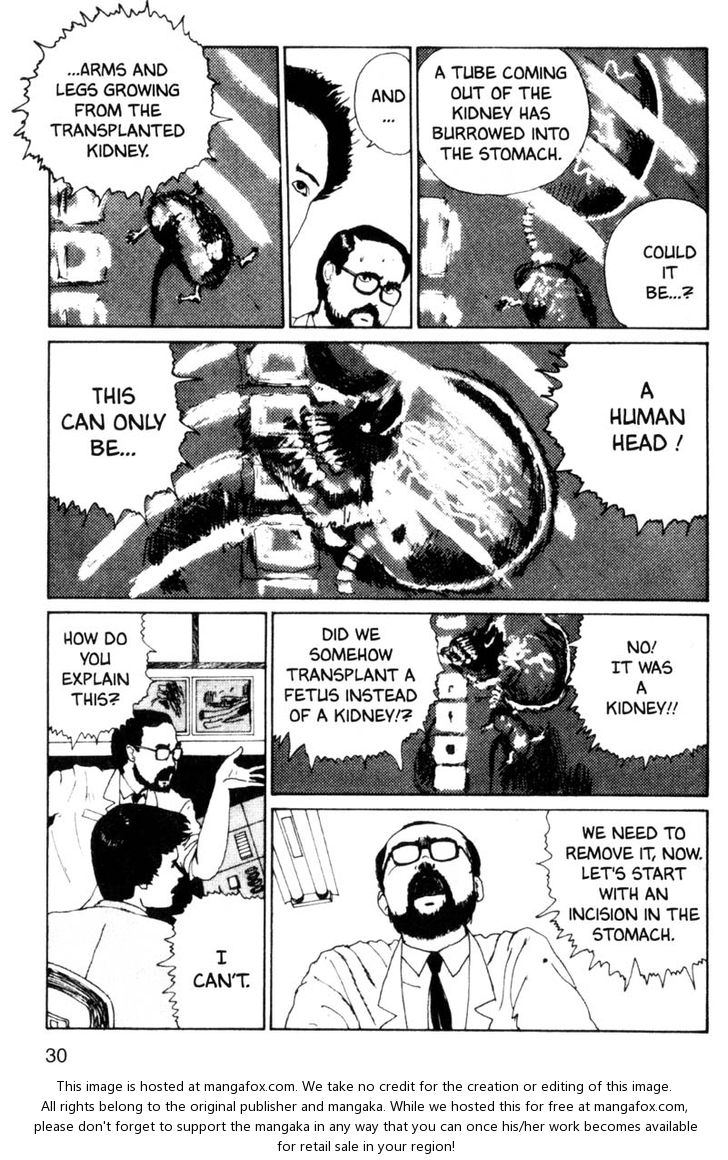 ...ARMS AND
LEGS GROWING
FROM THE
TRANSPLANTED
KIDNEY.
AND
...
A TUBE COMING
OUT OF THE
KIDNEY HAS
BURROWED INTO
THE STOMACH.
COULD
IT
BE...?
THIS
CAN ONLY
BE...
A
HUMAN
HEAD!
HOW DO
YOU
EXPLAIN
THIS?
I
CAN'T.
DID WE
SOMEHOW
TRANSPLANT A
FETUS INSTEAD
OF A KIDNEY!?
NO!
IT WAS
A
KIDNEY!!
WE NEED TO
REMOVE IT, NOW.
LET'S START
WITH AN
INCISION IN THE
STOMACH.
30
This image is hosted at mangafox.com. We take no credit for the creation or editing of this image.
All rights belong to the original publisher and mangaka. While we hosted this for free at mangafox.com,
please don't forget to support the mangaka in any way that you can once his/her work becomes available
for retail sale in your region!